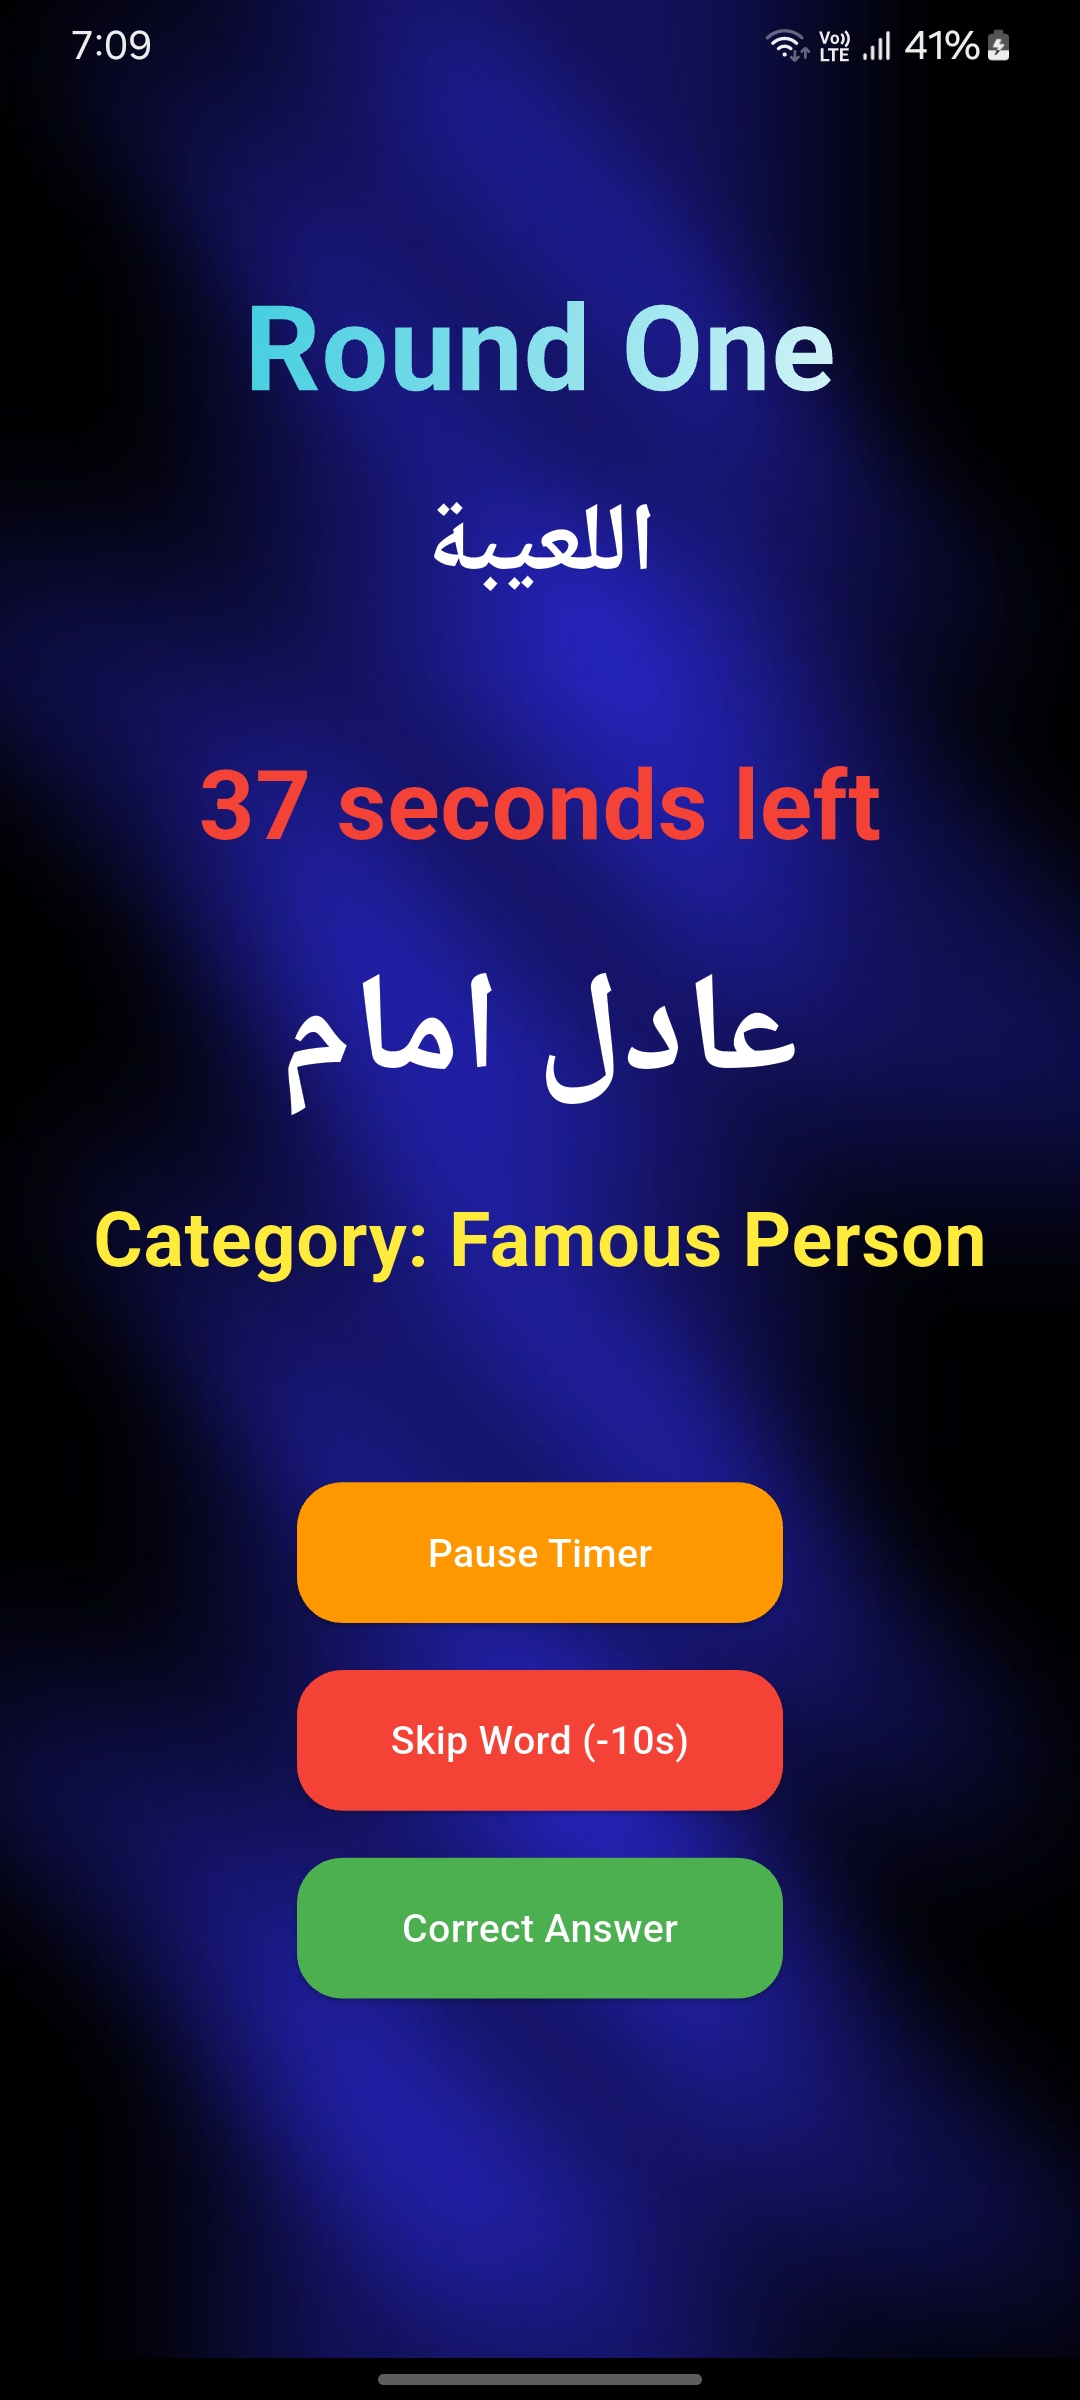 7:09 Vo)) LTE 41%
Round One
اللعيبة
37 seconds left
عادل امام
Category: Famous Person
Pause Timer
Skip Word (-10s)
Correct Answer